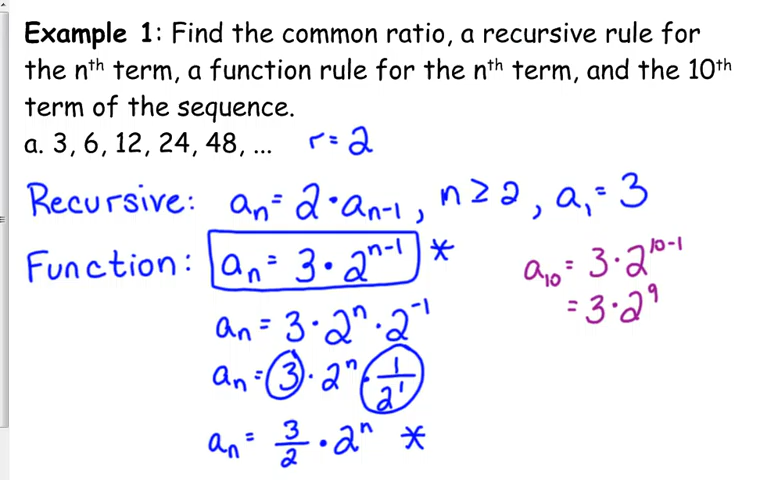 Example 1: Find the common ratio, a recursive rule for
the nᵗʰ term, a function rule for the nᵗʰ term, and the 10ᵗʰ
term of the sequence.
a. 3, 6, 12, 24, 48, ... r = 2
Recursive: aₙ = 2 · aₙ₋₁ , n ≥ 2 , a₁ = 3
Function: aₙ = 3 · 2ⁿ⁻¹ *
aₙ = 3 · 2ⁿ · 2⁻¹
aₙ = 3 · 2ⁿ · 1/2¹
aₙ = 3/2 · 2ⁿ *
a₁₀ = 3 · 2¹⁰⁻¹
= 3 · 2⁹